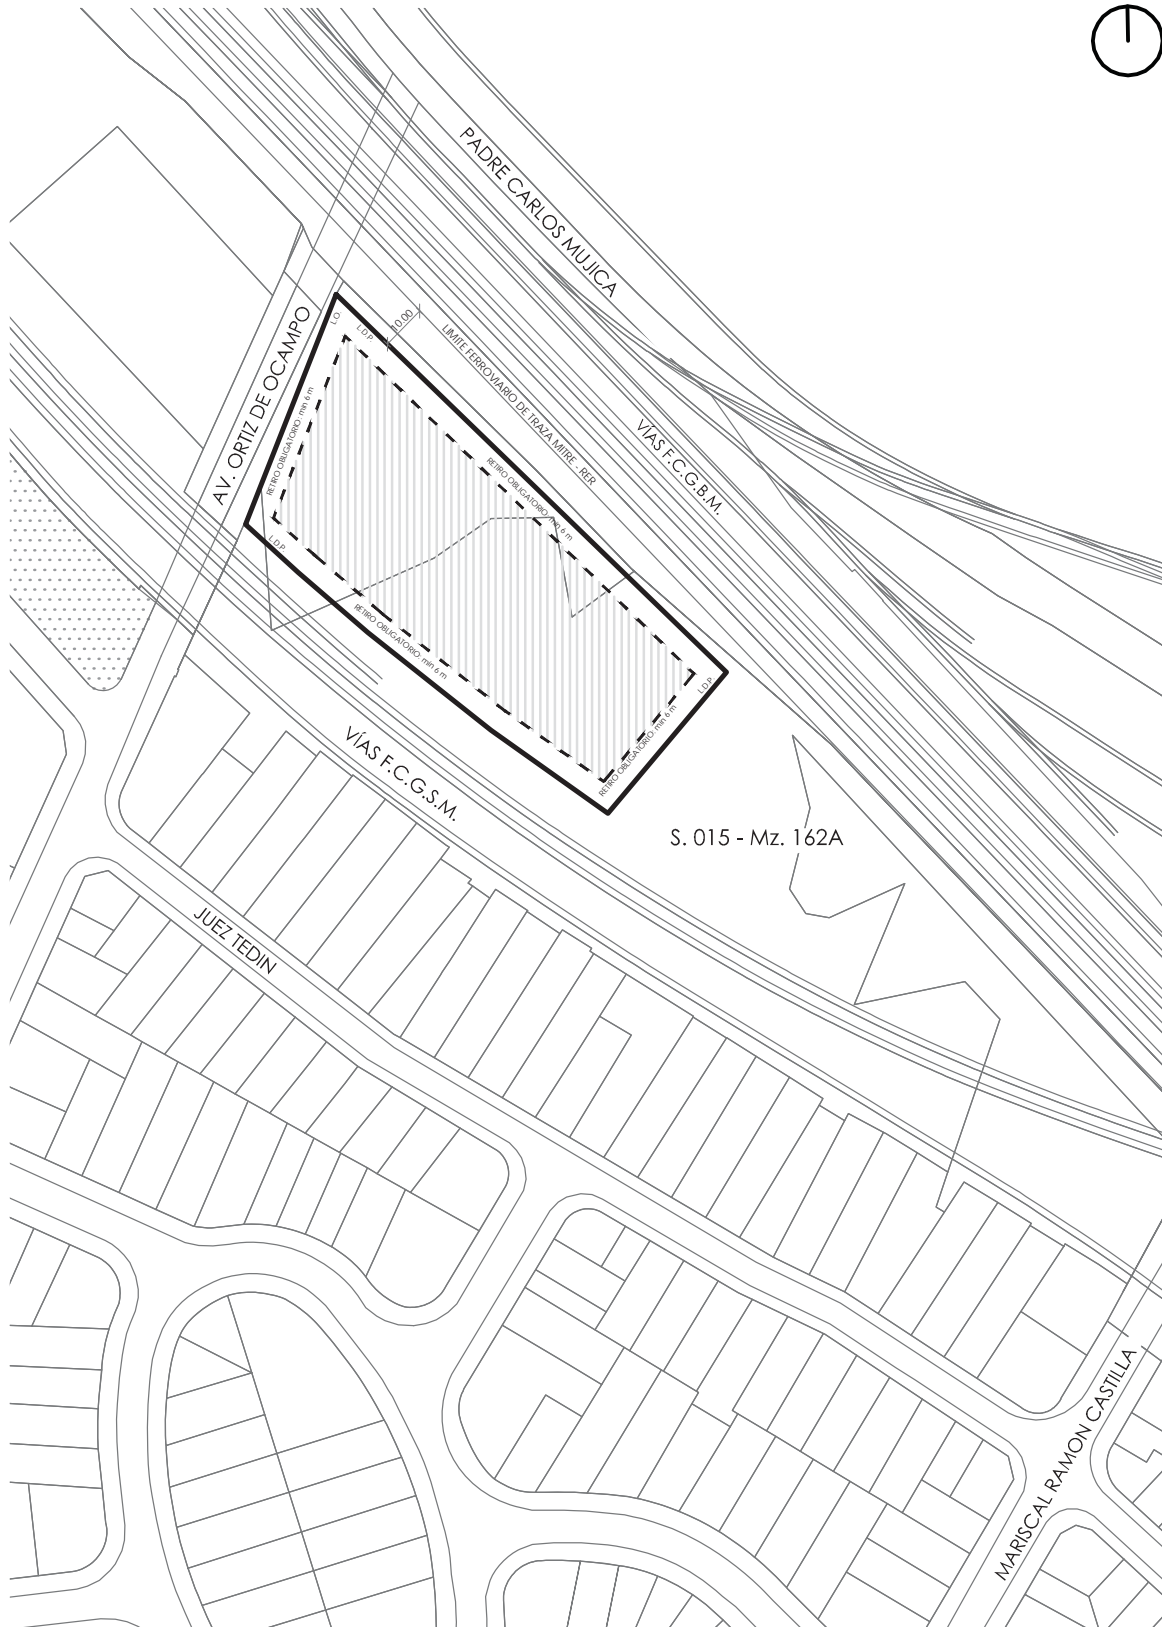 PADRE CARLOS MUJICA
AV. ORTIZ DE OCAMPO
L.O.
L.D.P.
10.00
LIMITE FERROVIARIO DE TRAZA MITRE - RER
VÍAS F.C.G.B.M.
RETIRO OBLIGATORIO: min 6 m
RETIRO OBLIGATORIO: min 6 m
L.D.P.
RETIRO OBLIGATORIO: min 6 m
L.D.P.
RETIRO OBLIGATORIO: min 6 m
VÍAS F.C.G.S.M.
S. 015 - Mz. 162A
JUEZ TEDIN
MARISCAL RAMON CASTILLA